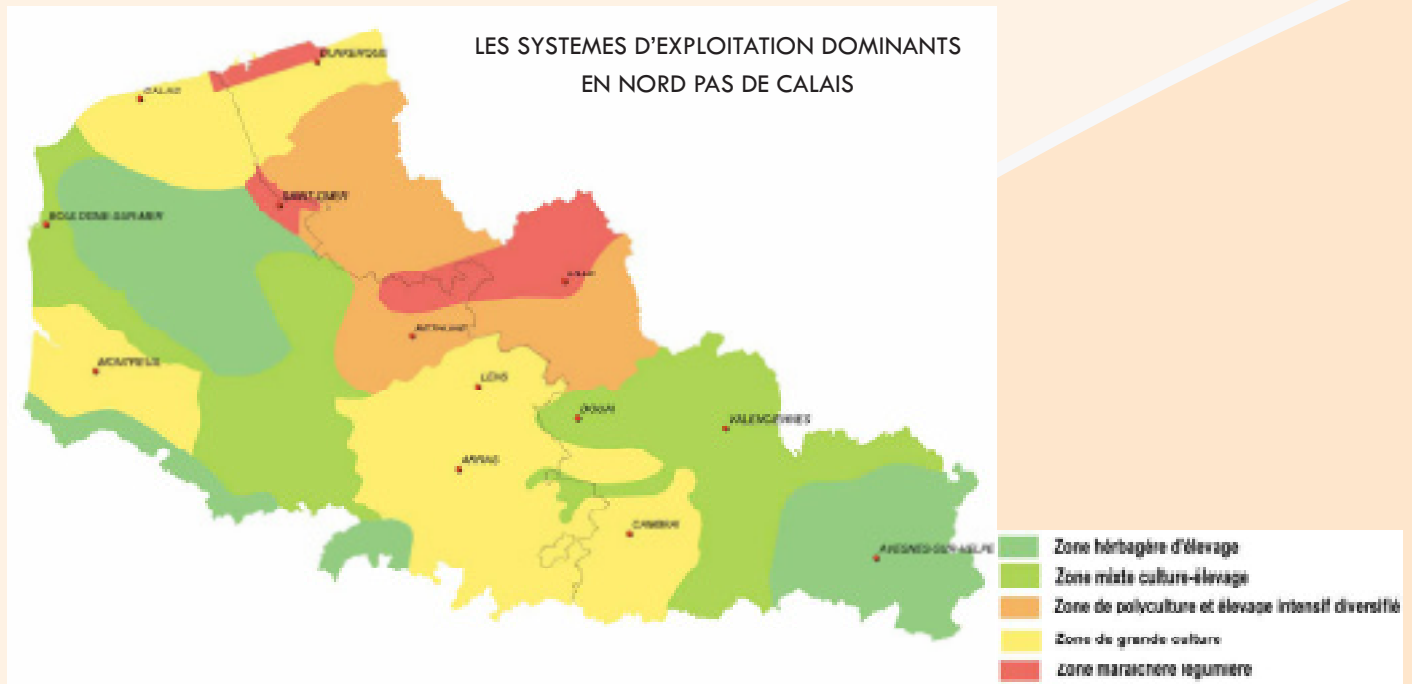 LES SYSTEMES D'EXPLOITATION DOMINANTS
EN NORD PAS DE CALAIS
DUNKERQUE
CALAIS
SAINT-OMER
BOULOGNE-SUR-MER
LILLE
BETHUNE
MONTREUIL
LENS
DOUAI
VALENCIENNES
ARRAS
CAMBRAI
AVESNES-SUR-HELPE
Zone hérbagère d'élevage
Zone mixte culture-élevage
Zone de polyculture et élevage intensif diversifié
Zone de grande culture
Zone maraichère légumière